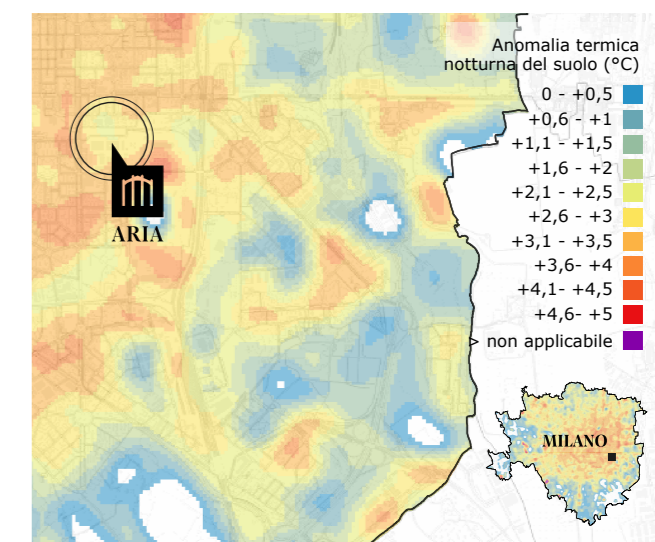 Anomalia termica
notturna del suolo (°C)
0 - +0,5
+0,6 - +1
+1,1 - +1,5
+1,6 - +2
+2,1 - +2,5
+2,6 - +3
+3,1 - +3,5
+3,6- +4
+4,1- +4,5
+4,6- +5
non applicabile
ARIA
MILANO